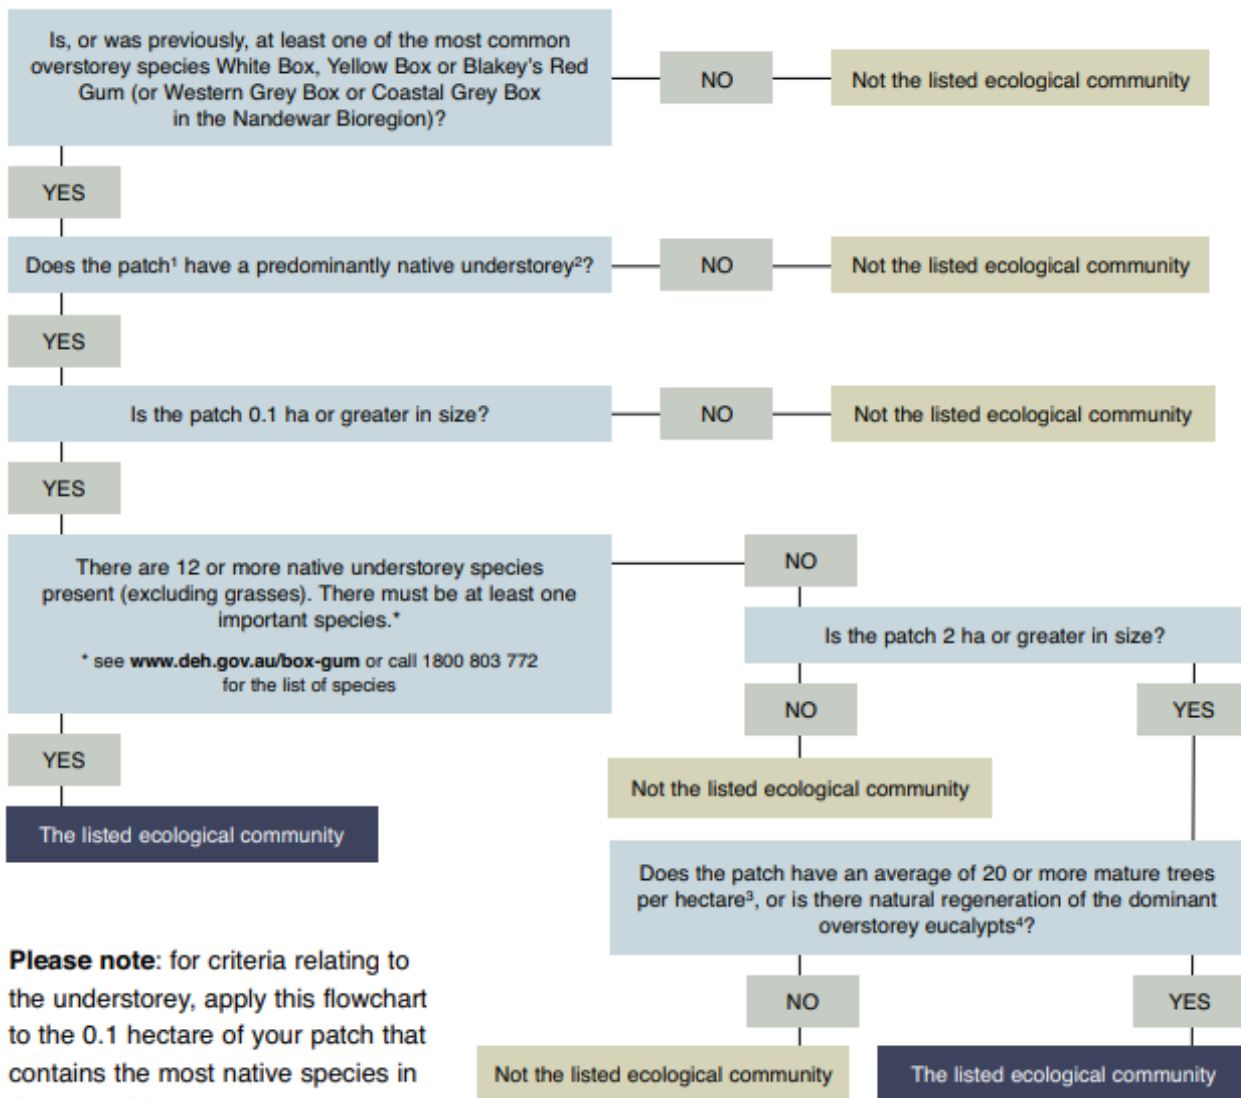 Is, or was previously, at least one of the most common
overstorey species White Box, Yellow Box or Blakey's Red
Gum (or Western Grey Box or Coastal Grey Box
in the Nandewar Bioregion)?
NO
Not the listed ecological community
YES
Does the patch¹ have a predominantly native understorey²?
NO
Not the listed ecological community
YES
Is the patch 0.1 ha or greater in size?
NO
Not the listed ecological community
YES
There are 12 or more native understorey species
present (excluding grasses). There must be at least one
important species.*
* see www.deh.gov.au/box-gum or call 1800 803 772
for the list of species
NO
Is the patch 2 ha or greater in size?
NO
YES
YES
Not the listed ecological community
The listed ecological community
Does the patch have an average of 20 or more mature trees
per hectare³, or is there natural regeneration of the dominant
overstorey eucalypts⁴?
NO
YES
Not the listed ecological community
The listed ecological community
Please note: for criteria relating to
the understorey, apply this flowchart
to the 0.1 hectare of your patch that
contains the most native species in